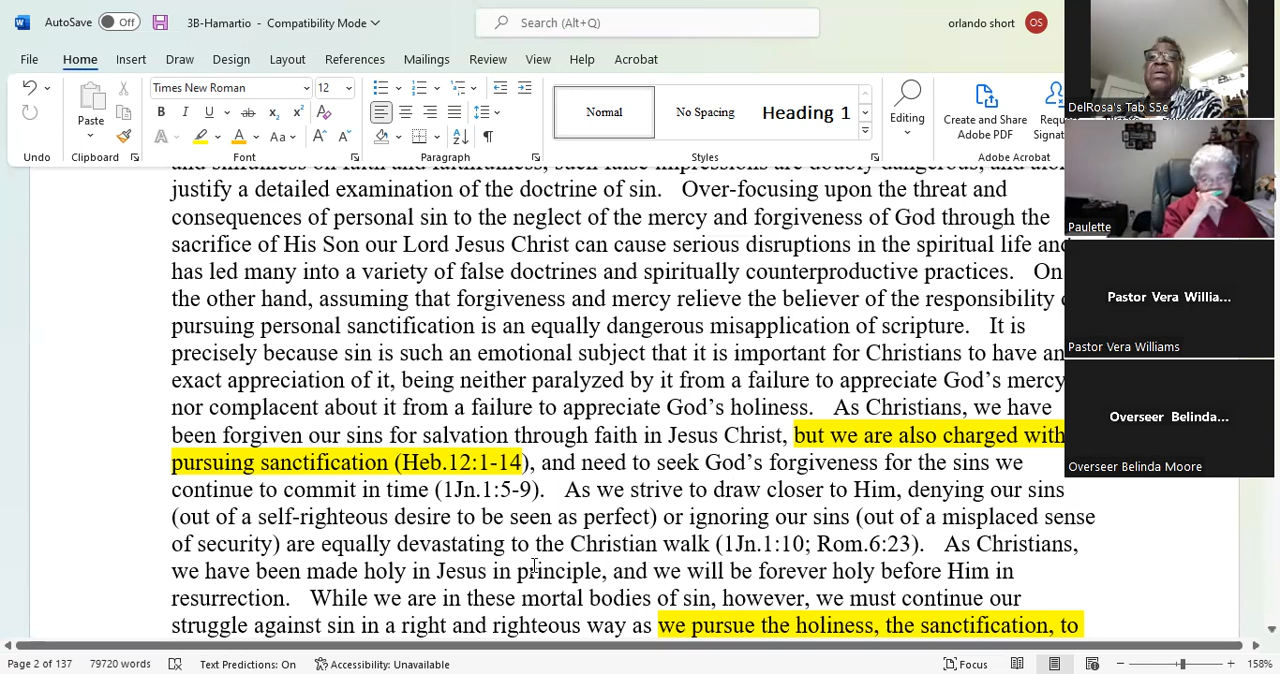 AutoSave Off 3B-Hamartio - Compatibility Mode Search (Alt+Q) orlando short OS
File Home Insert Draw Design Layout References Mailings Review View Help Acrobat
Times New Roman 12
Paste
B I U ab x₂ x² A
A A Aa A A
Normal No Spacing Heading 1
Editing
Create and Share
Adobe PDF
Signat
Undo Clipboard Font Paragraph Styles Adobe Acrobat
justify a detailed examination of the doctrine of sin. Over-focusing upon the threat and
consequences of personal sin to the neglect of the mercy and forgiveness of God through the
sacrifice of His Son our Lord Jesus Christ can cause serious disruptions in the spiritual life and
has led many into a variety of false doctrines and spiritually counterproductive practices. On
the other hand, assuming that forgiveness and mercy relieve the believer of the responsibility
pursuing personal sanctification is an equally dangerous misapplication of scripture. It is
precisely because sin is such an emotional subject that it is important for Christians to have an
exact appreciation of it, being neither paralyzed by it from a failure to appreciate God’s mercy
nor complacent about it from a failure to appreciate God’s holiness. As Christians, we have
been forgiven our sins for salvation through faith in Jesus Christ, but we are also charged with
pursuing sanctification (Heb.12:1-14), and need to seek God’s forgiveness for the sins we
continue to commit in time (1Jn.1:5-9). As we strive to draw closer to Him, denying our sins
(out of a self-righteous desire to be seen as perfect) or ignoring our sins (out of a misplaced sense
of security) are equally devastating to the Christian walk (1Jn.1:10; Rom.6:23). As Christians,
we have been made holy in Jesus in principle, and we will be forever holy before Him in
resurrection. While we are in these mortal bodies of sin, however, we must continue our
struggle against sin in a right and righteous way as we pursue the holiness, the sanctification, to
Page 2 of 137 79720 words Text Predictions: On Accessibility: Unavailable Focus 158%
DelRosa's Tab S5e
Paulette
Pastor Vera Willia...
Pastor Vera Williams
Overseer Belinda...
Overseer Belinda Moore